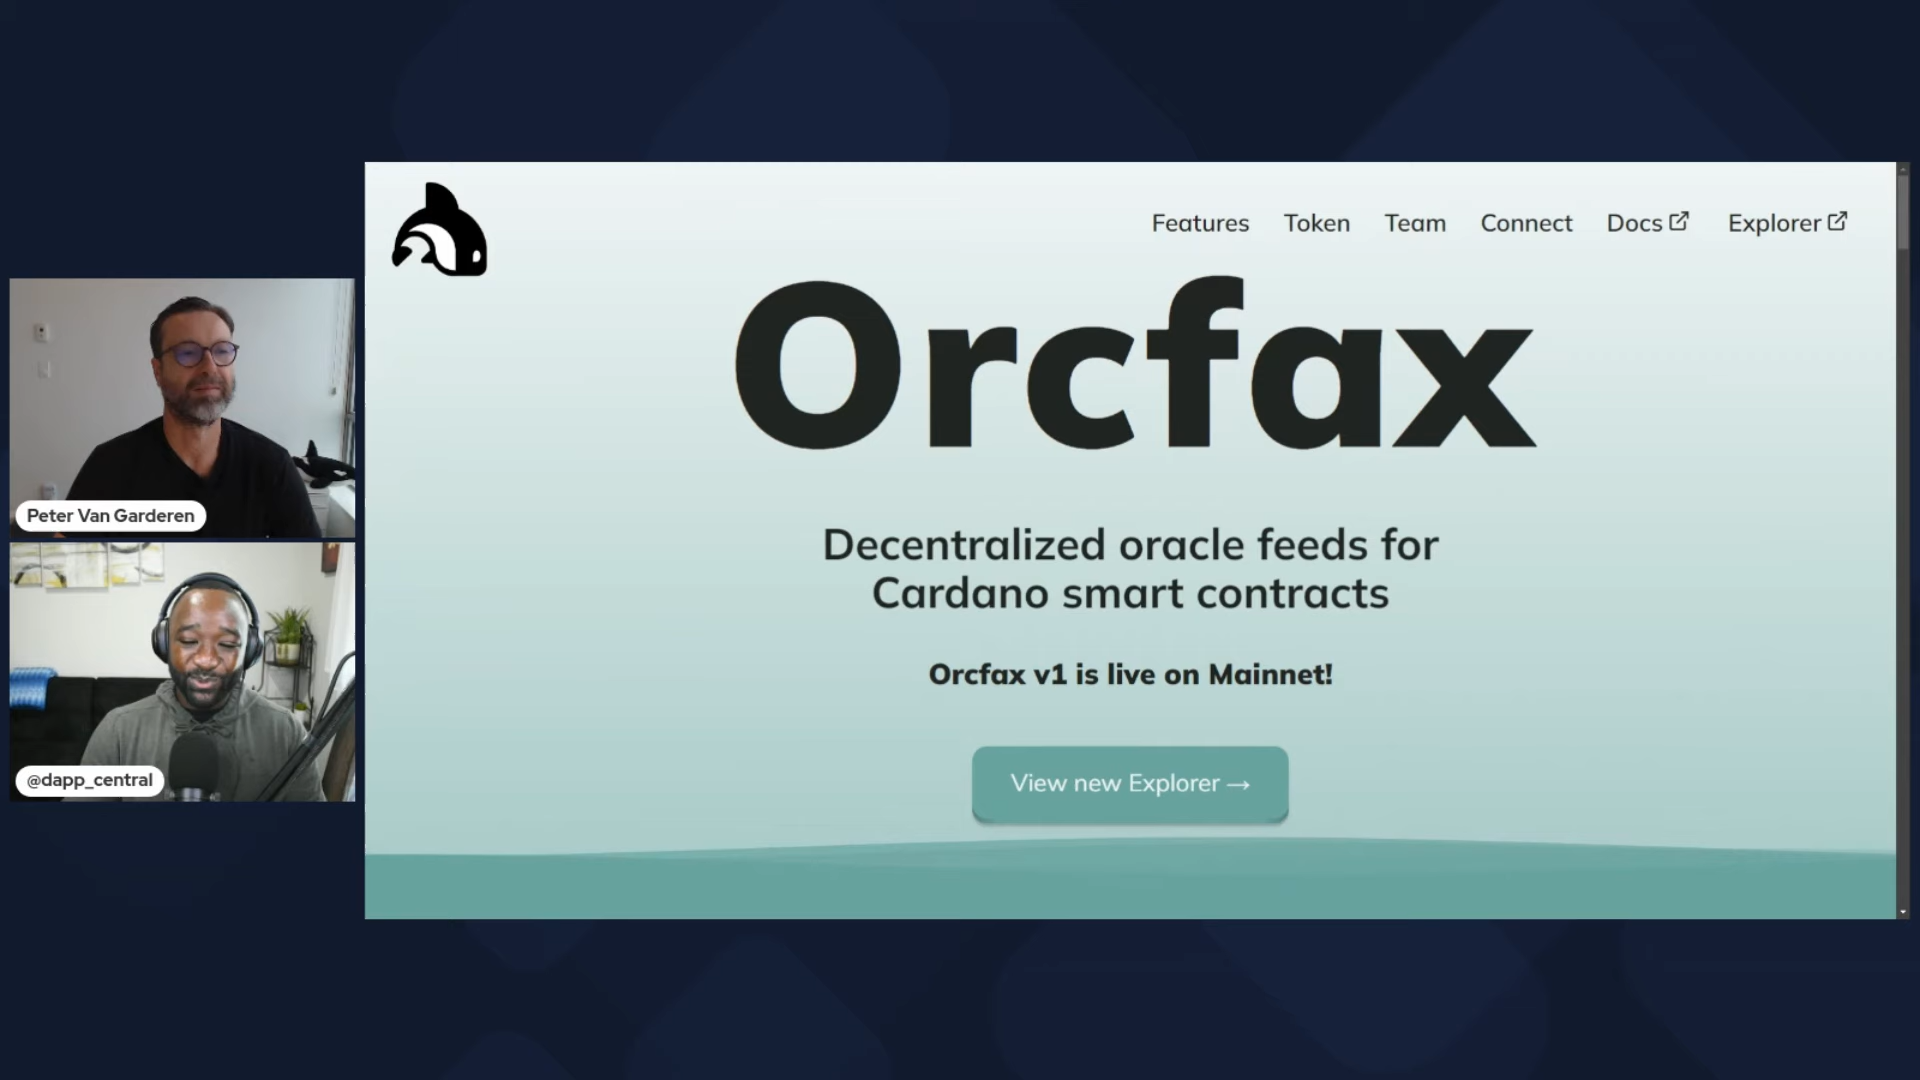 Features Token Team Connect Docs Explorer
Orcfax
Decentralized oracle feeds for
Cardano smart contracts
Orcfax v1 is live on Mainnet!
View new Explorer →
Peter Van Garderen
@dapp_central